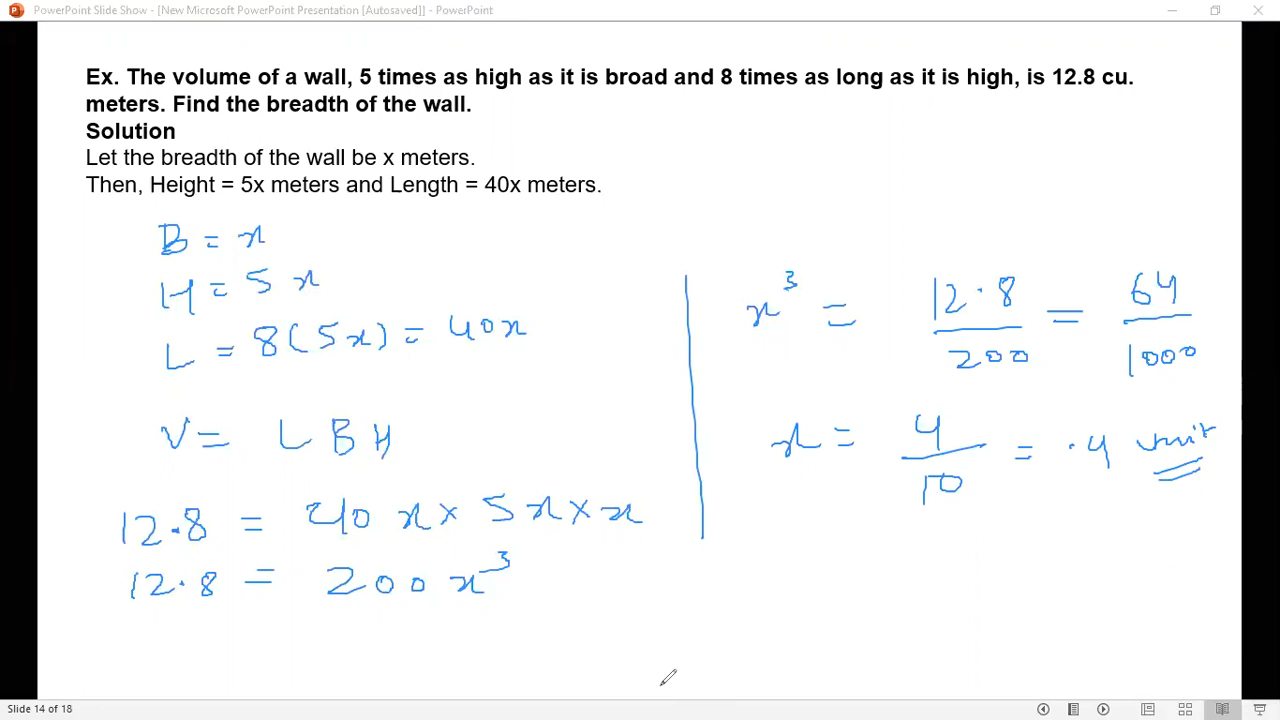 PowerPoint Slide Show - [New Microsoft PowerPoint Presentation [Autosaved]] - PowerPoint
Ex. The volume of a wall, 5 times as high as it is broad and 8 times as long as it is high, is 12.8 cu.
meters. Find the breadth of the wall.
Solution
Let the breadth of the wall be x meters.
Then, Height = 5x meters and Length = 40x meters.
B = x
H = 5x
L = 8(5x) = 40x
V = L B H
12.8 = 40x × 5x × x
12.8 = 200x³
x³ = 12.8/200 = 64/1000
x = 4/10 = .4 unit
Slide 14 of 18